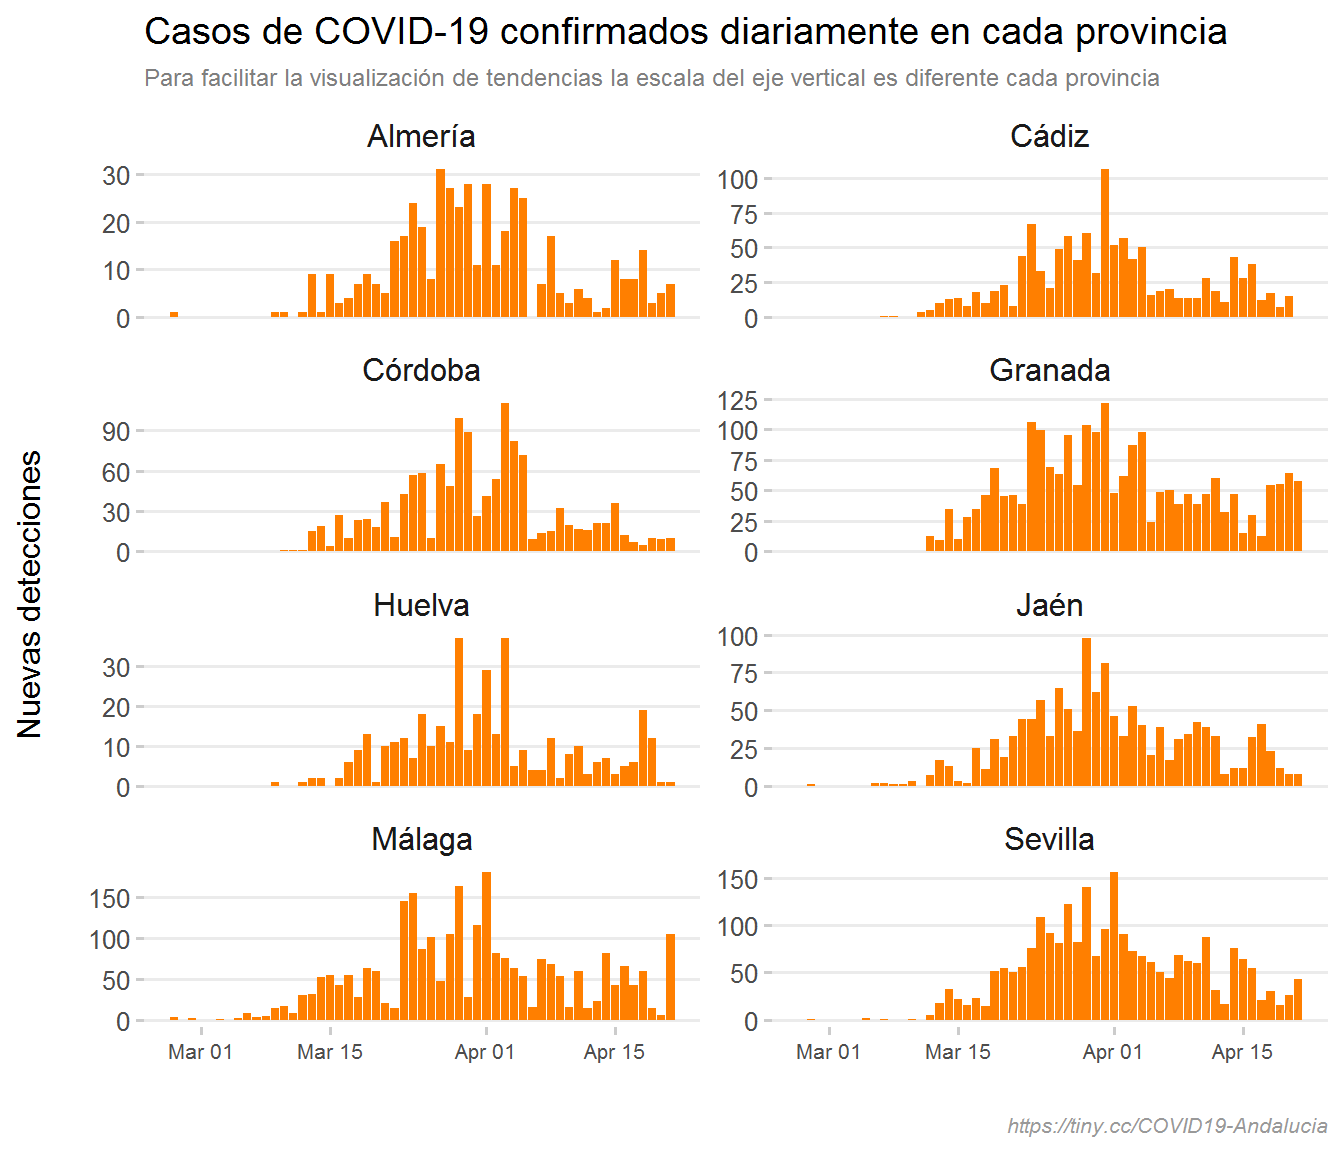 Casos de COVID-19 confirmados diariamente en cada provincia
Para facilitar la visualización de tendencias la escala del eje vertical es diferente cada provincia
Nuevas detecciones
Almería
30
20
10
0
Cádiz
100
75
50
25
0
Córdoba
90
60
30
0
Granada
125
100
75
50
25
0
Huelva
30
20
10
0
Jaén
100
75
50
25
0
Málaga
150
100
50
0
Mar 01 Mar 15 Apr 01 Apr 15
Sevilla
150
100
50
0
Mar 01 Mar 15 Apr 01 Apr 15
https://tiny.cc/COVID19-Andalucia